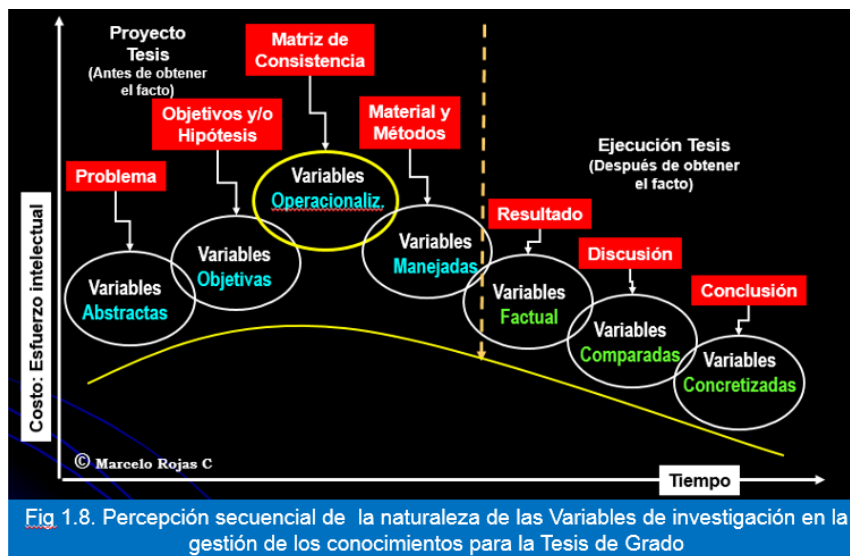 Proyecto
Tesis
(Antes de obtener
el facto)
Matriz de
Consistencia
Objetivos y/o
Hipótesis
Material y
Métodos
Problema
Ejecución Tesis
(Después de obtener
el facto)
Resultado
Discusión
Conclusión
Variables
Abstractas
Variables
Objetivas
Variables
Operacionaliz.
Variables
Manejadas
Variables
Factual
Variables
Comparadas
Variables
Concretizadas
Costo: Esfuerzo intelectual
© Marcelo Rojas C
Tiempo
Fig 1.8. Percepción secuencial de la naturaleza de las Variables de investigación en la
gestión de los conocimientos para la Tesis de Grado